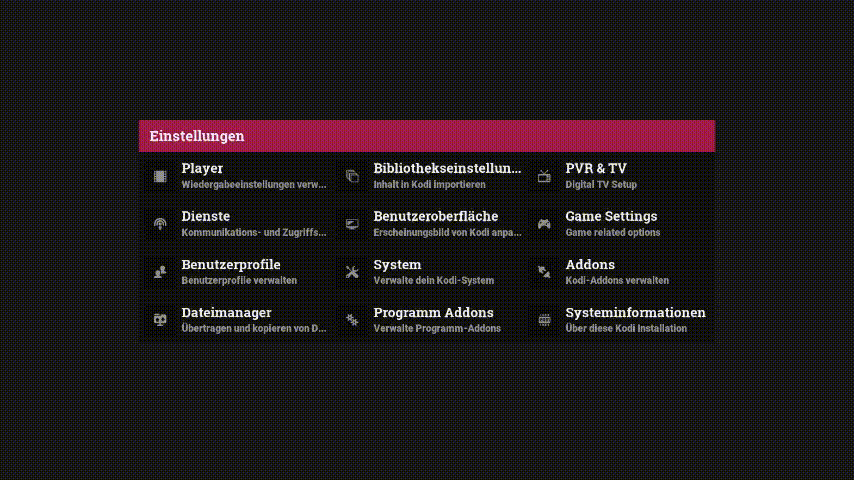 Einstellungen
Player
Wiedergabeeinstellungen verw...
Bibliothekseinstellun...
Inhalt in Kodi importieren
PVR & TV
Digital TV Setup
Dienste
Kommunikations- und Zugriffs...
Benutzeroberfläche
Erscheinungsbild von Kodi anpa...
Game Settings
Game related options
Benutzerprofile
Benutzerprofile verwalten
System
Verwalte dein Kodi-System
Addons
Kodi-Addons verwalten
Dateimanager
Übertragen und kopieren von D...
Programm Addons
Verwalte Programm-Addons
Systeminformationen
Über diese Kodi Installation